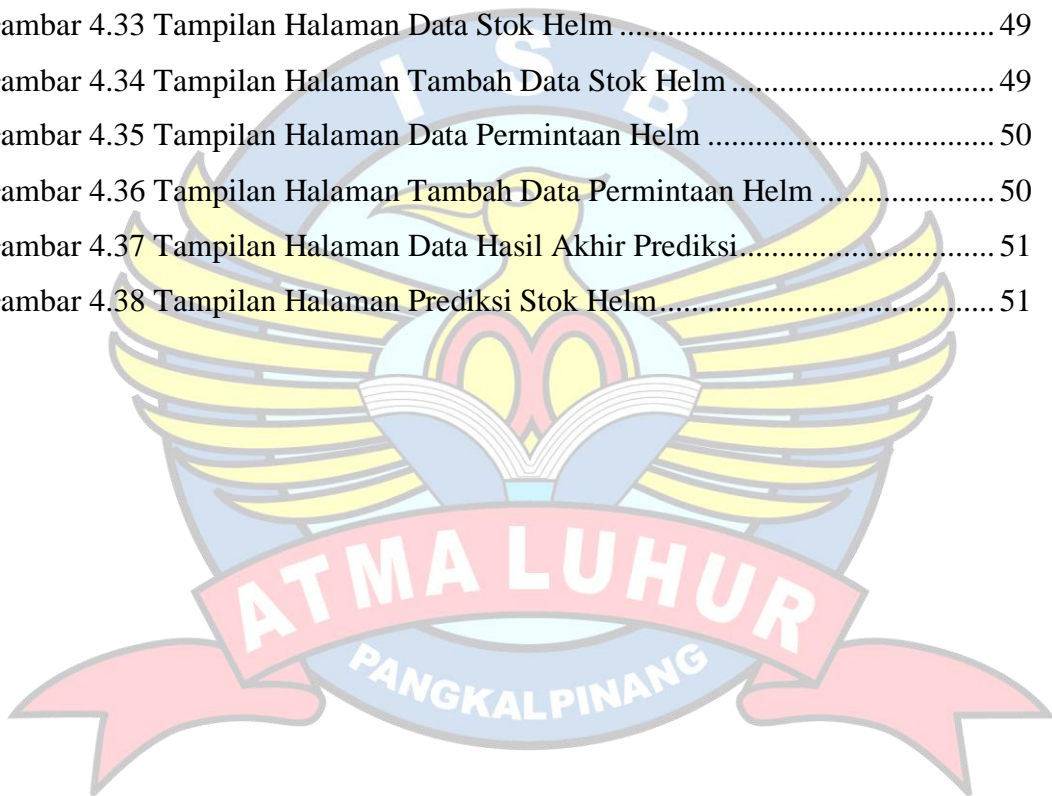 ambar 4.33 Tampilan Halaman Data Stok Helm ........................................... 49
ambar 4.34 Tampilan Halaman Tambah Data Stok Helm .............................. 49
ambar 4.35 Tampilan Halaman Data Permintaan Helm ................................. 50
ambar 4.36 Tampilan Halaman Tambah Data Permintaan Helm .................... 50
ambar 4.37 Tampilan Halaman Data Hasil Akhir Prediksi ............................. 51
ambar 4.38 Tampilan Halaman Prediksi Stok Helm ...................................... 51
I S B
ATMA LUHUR
PANGKALPINANG